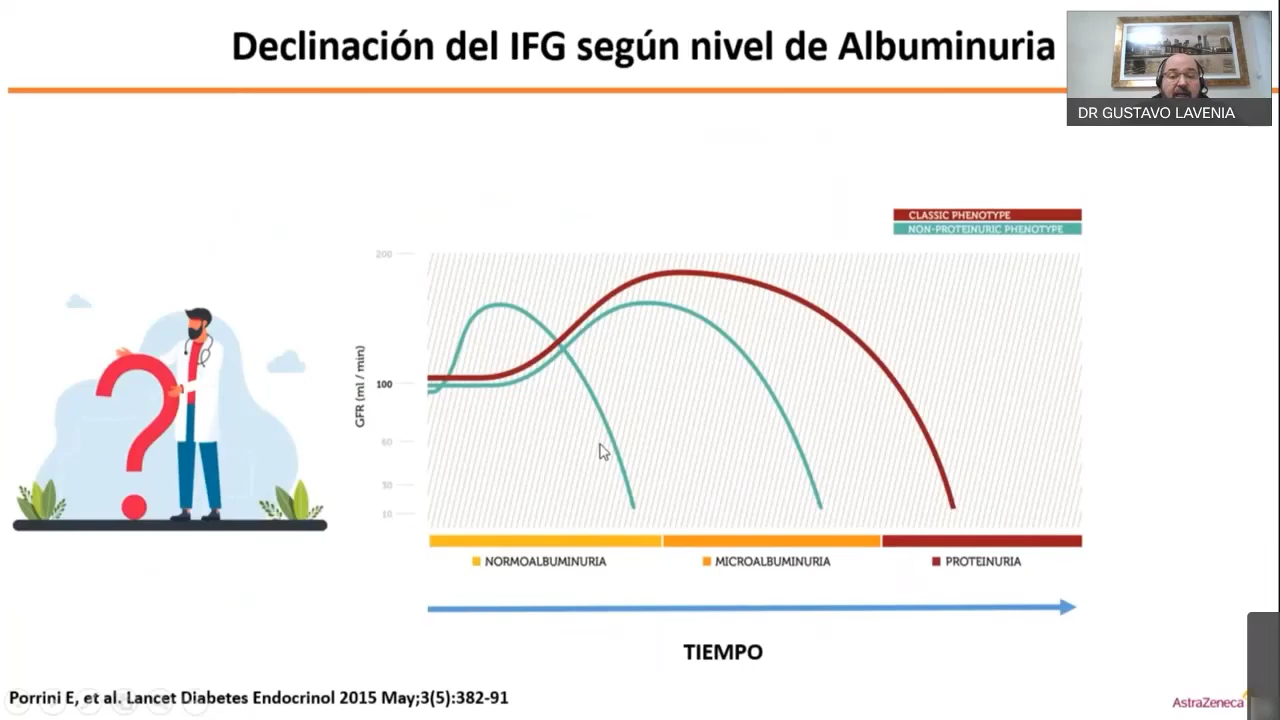 Declinación del IFG según nivel de Albuminuria
DR GUSTAVO LAVENIA
CLASSIC PHENOTYPE
NON-PROTEINURIC PHENOTYPE
200
100
60
30
10
GFR (ml / min)
NORMOALBUMINURIA
MICROALBUMINURIA
PROTEINURIA
TIEMPO
Porrini E, et al. Lancet Diabetes Endocrinol 2015 May;3(5):382-91
AstraZeneca